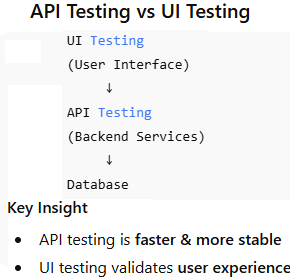 API Testing vs UI Testing
UI Testing
(User Interface)
↓
API Testing
(Backend Services)
↓
Database
Key Insight
• API testing is faster & more stable
• UI testing validates user experience